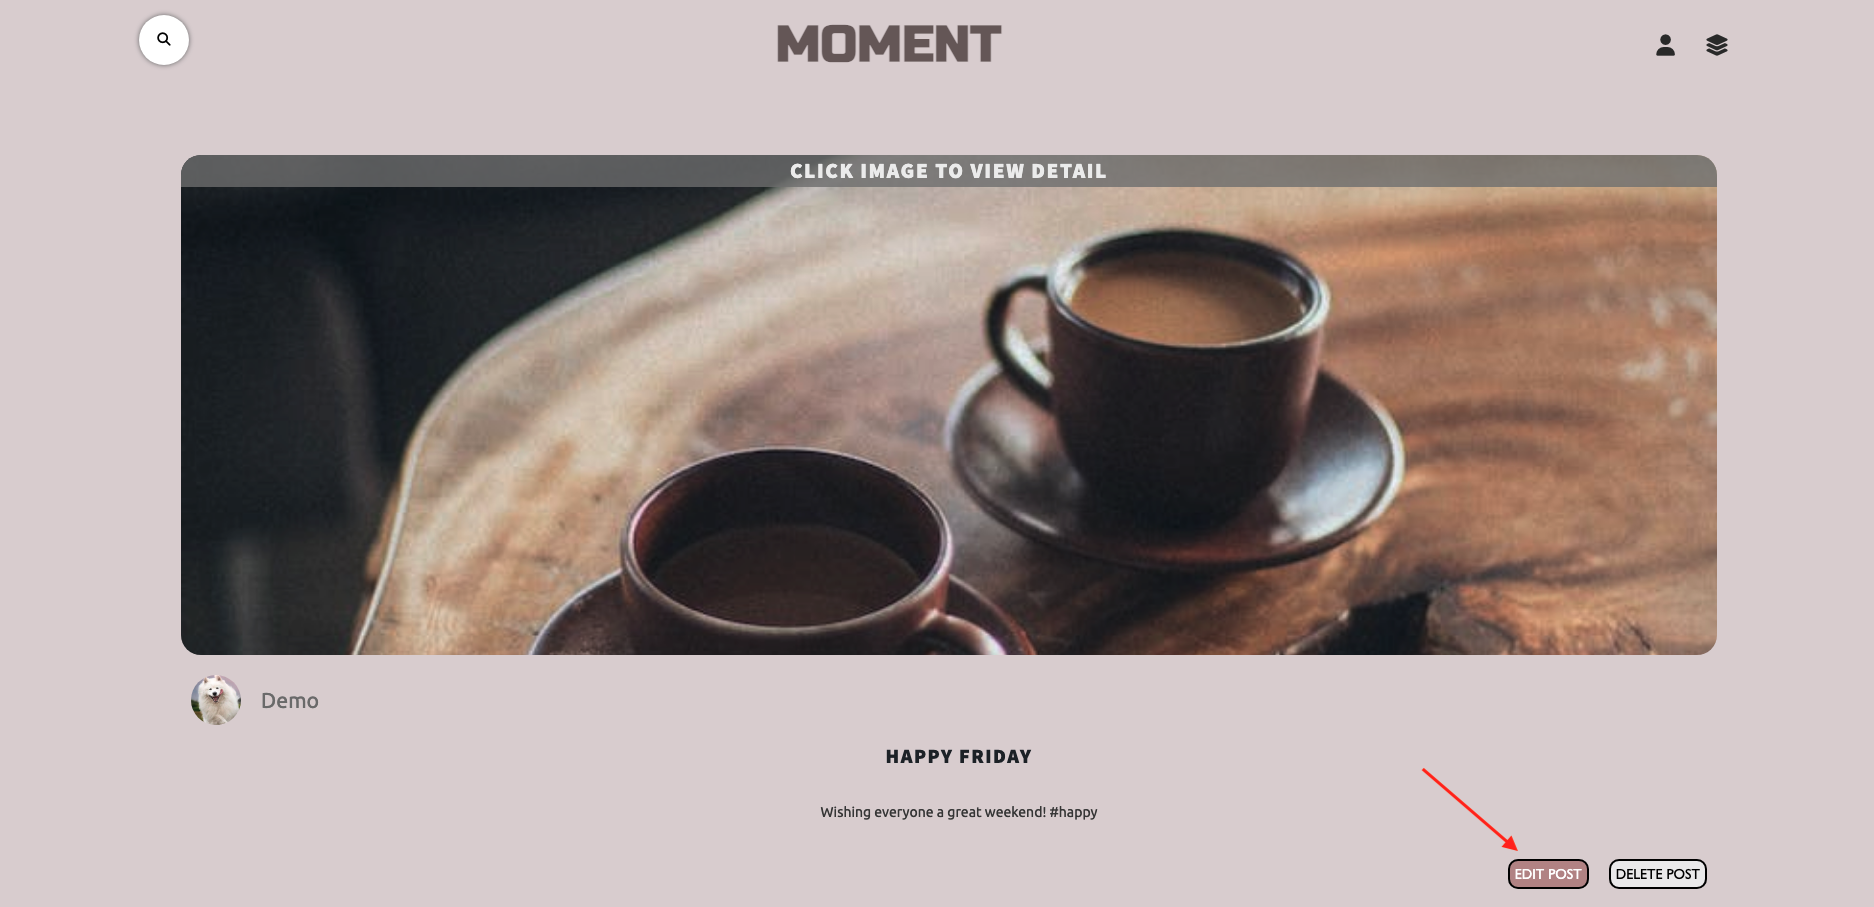 MOMENT
CLICK IMAGE TO VIEW DETAIL
Demo
HAPPY FRIDAY
Wishing everyone a great weekend! #happy
EDIT POST
DELETE POST